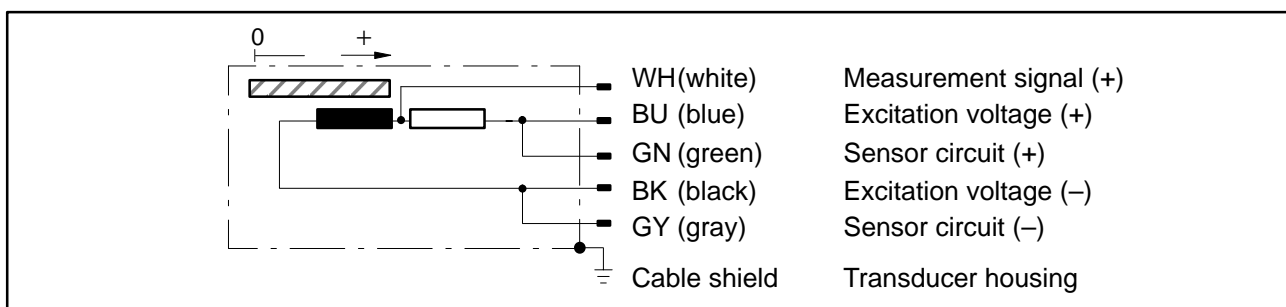 0 +
WH(white) Measurement signal (+)
BU (blue) Excitation voltage (+)
GN (green) Sensor circuit (+)
BK (black) Excitation voltage (–)
GY (gray) Sensor circuit (–)
Cable shield Transducer housing